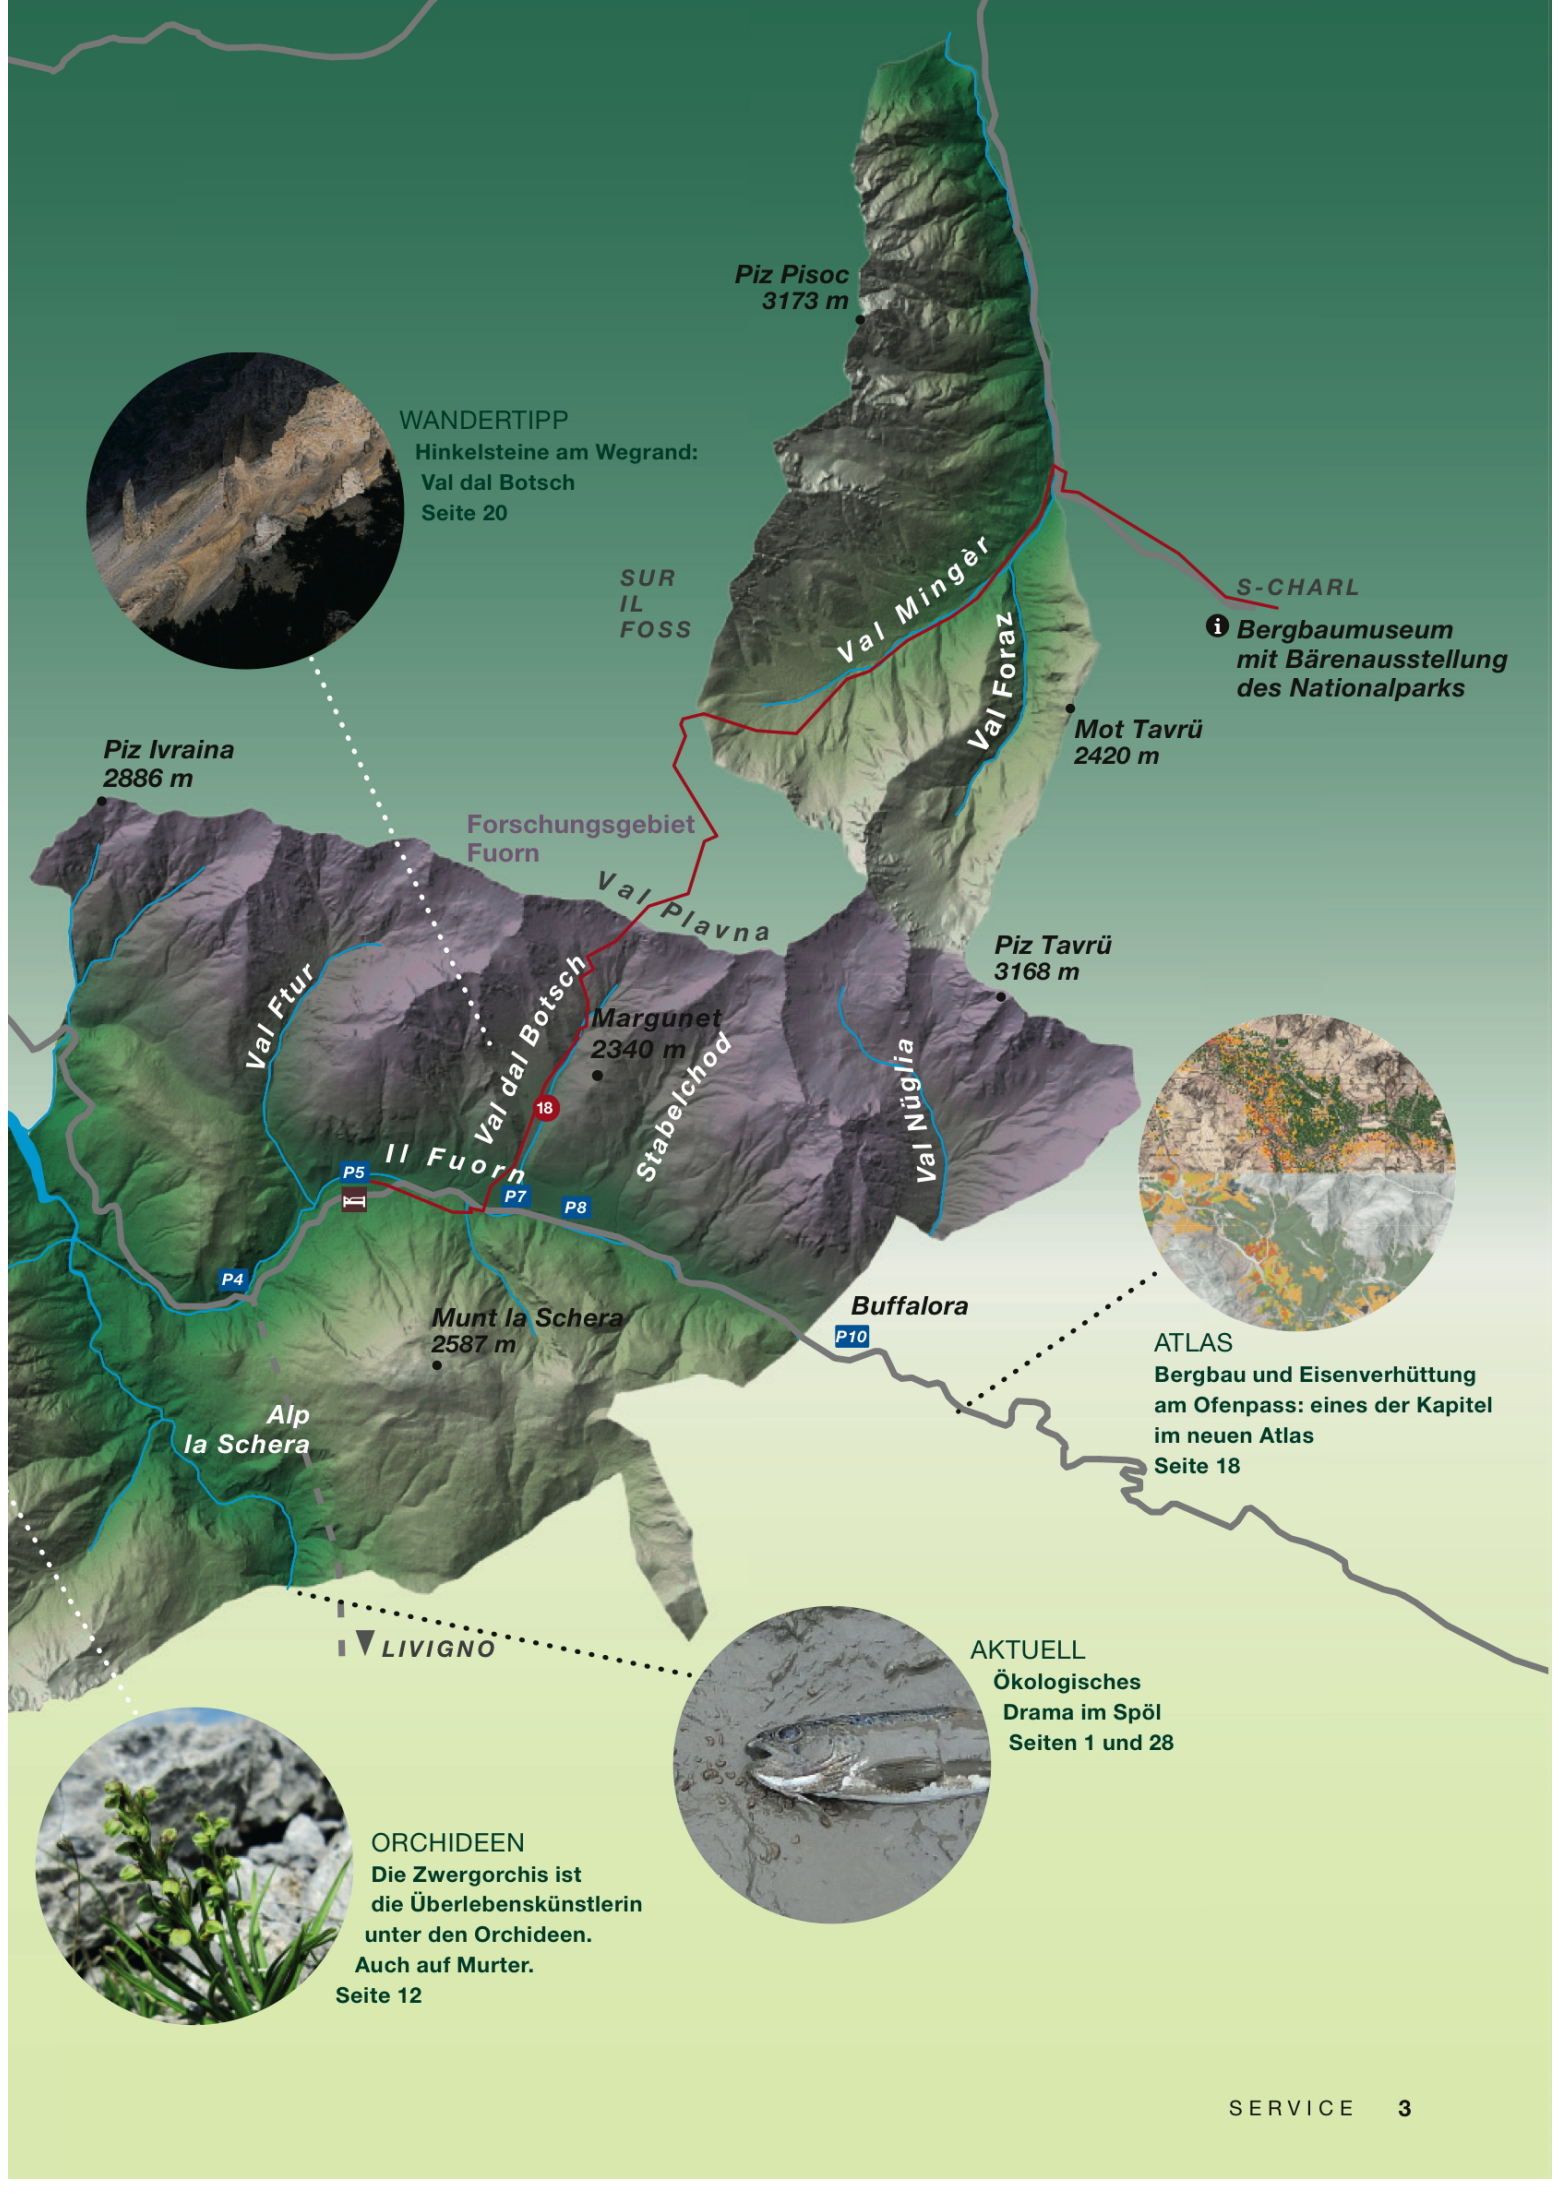 Piz Pisoc
3173 m
WANDERTIPP
Hinkelsteine am Wegrand:
Val dal Botsch
Seite 20
SUR
IL
FOSS
Val Mingèr
Val Foraz
S-CHARL
i Bergbaumuseum
mit Bärenausstellung
des Nationalparks
Mot Tavrü
2420 m
Piz Ivraina
2886 m
Forschungsgebiet
Fuorn
Val Plavna
Piz Tavrü
3168 m
Val Ftur
Val dal Botsch
Margunet
2340 m
Stabelchod
Val Nüglia
18
Il Fuorn
P5
P7
P8
P4
Munt la Schera
2587 m
Buffalora
P10
ATLAS
Bergbau und Eisenverhüttung
am Ofenpass: eines der Kapitel
im neuen Atlas
Seite 18
Alp
la Schera
LIVIGNO
AKTUELL
Ökologisches
Drama im Spöl
Seiten 1 und 28
ORCHIDEEN
Die Zwergorchis ist
die Überlebenskünstlerin
unter den Orchideen.
Auch auf Murter.
Seite 12
SERVICE 3